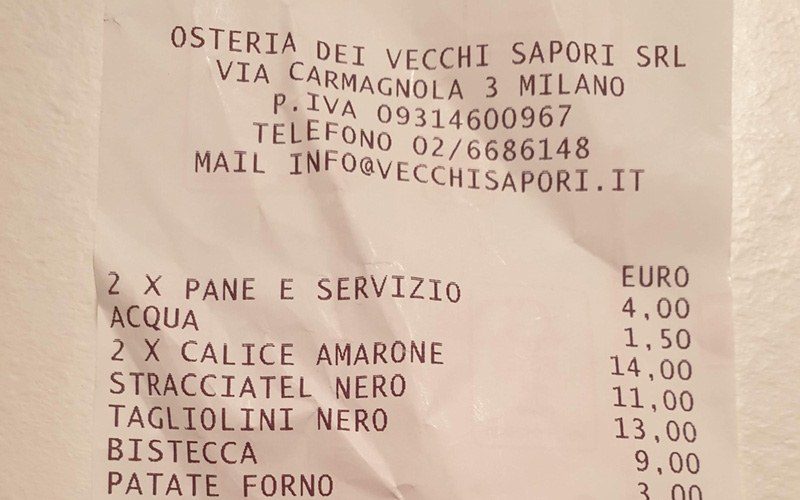 OSTERIA DEI VECCHI SAPORI SRL
VIA CARMAGNOLA 3 MILANO
P.IVA 09314600967
TELEFONO 02/6686148
MAIL INFO@VECCHISAPORI.IT
EURO
2 X PANE E SERVIZIO 4,00
ACQUA 1,50
2 X CALICE AMARONE 14,00
STRACCIATEL NERO 11,00
TAGLIOLINI NERO 13,00
BISTECCA 9,00
PATATE FORNO 3,00